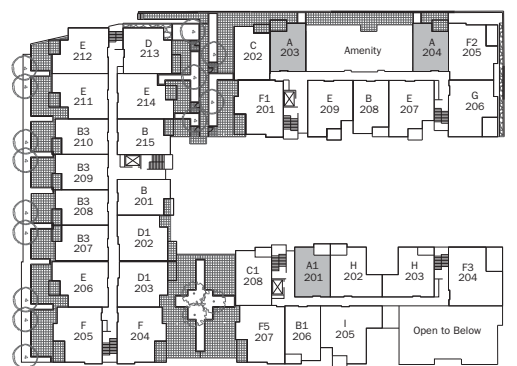 E
212
D
213
C
202
A
203
Amenity
A
204
F2
205
E
211
E
214
F1
201
E
209
B
208
E
207
G
206
B3
210
B
215
B3
209
B3
208
B
201
B3
207
D1
202
E
206
D1
203
C1
208
A1
201
H
202
H
203
F3
204
F
205
F
204
F5
207
B1
206
I
205
Open to Below